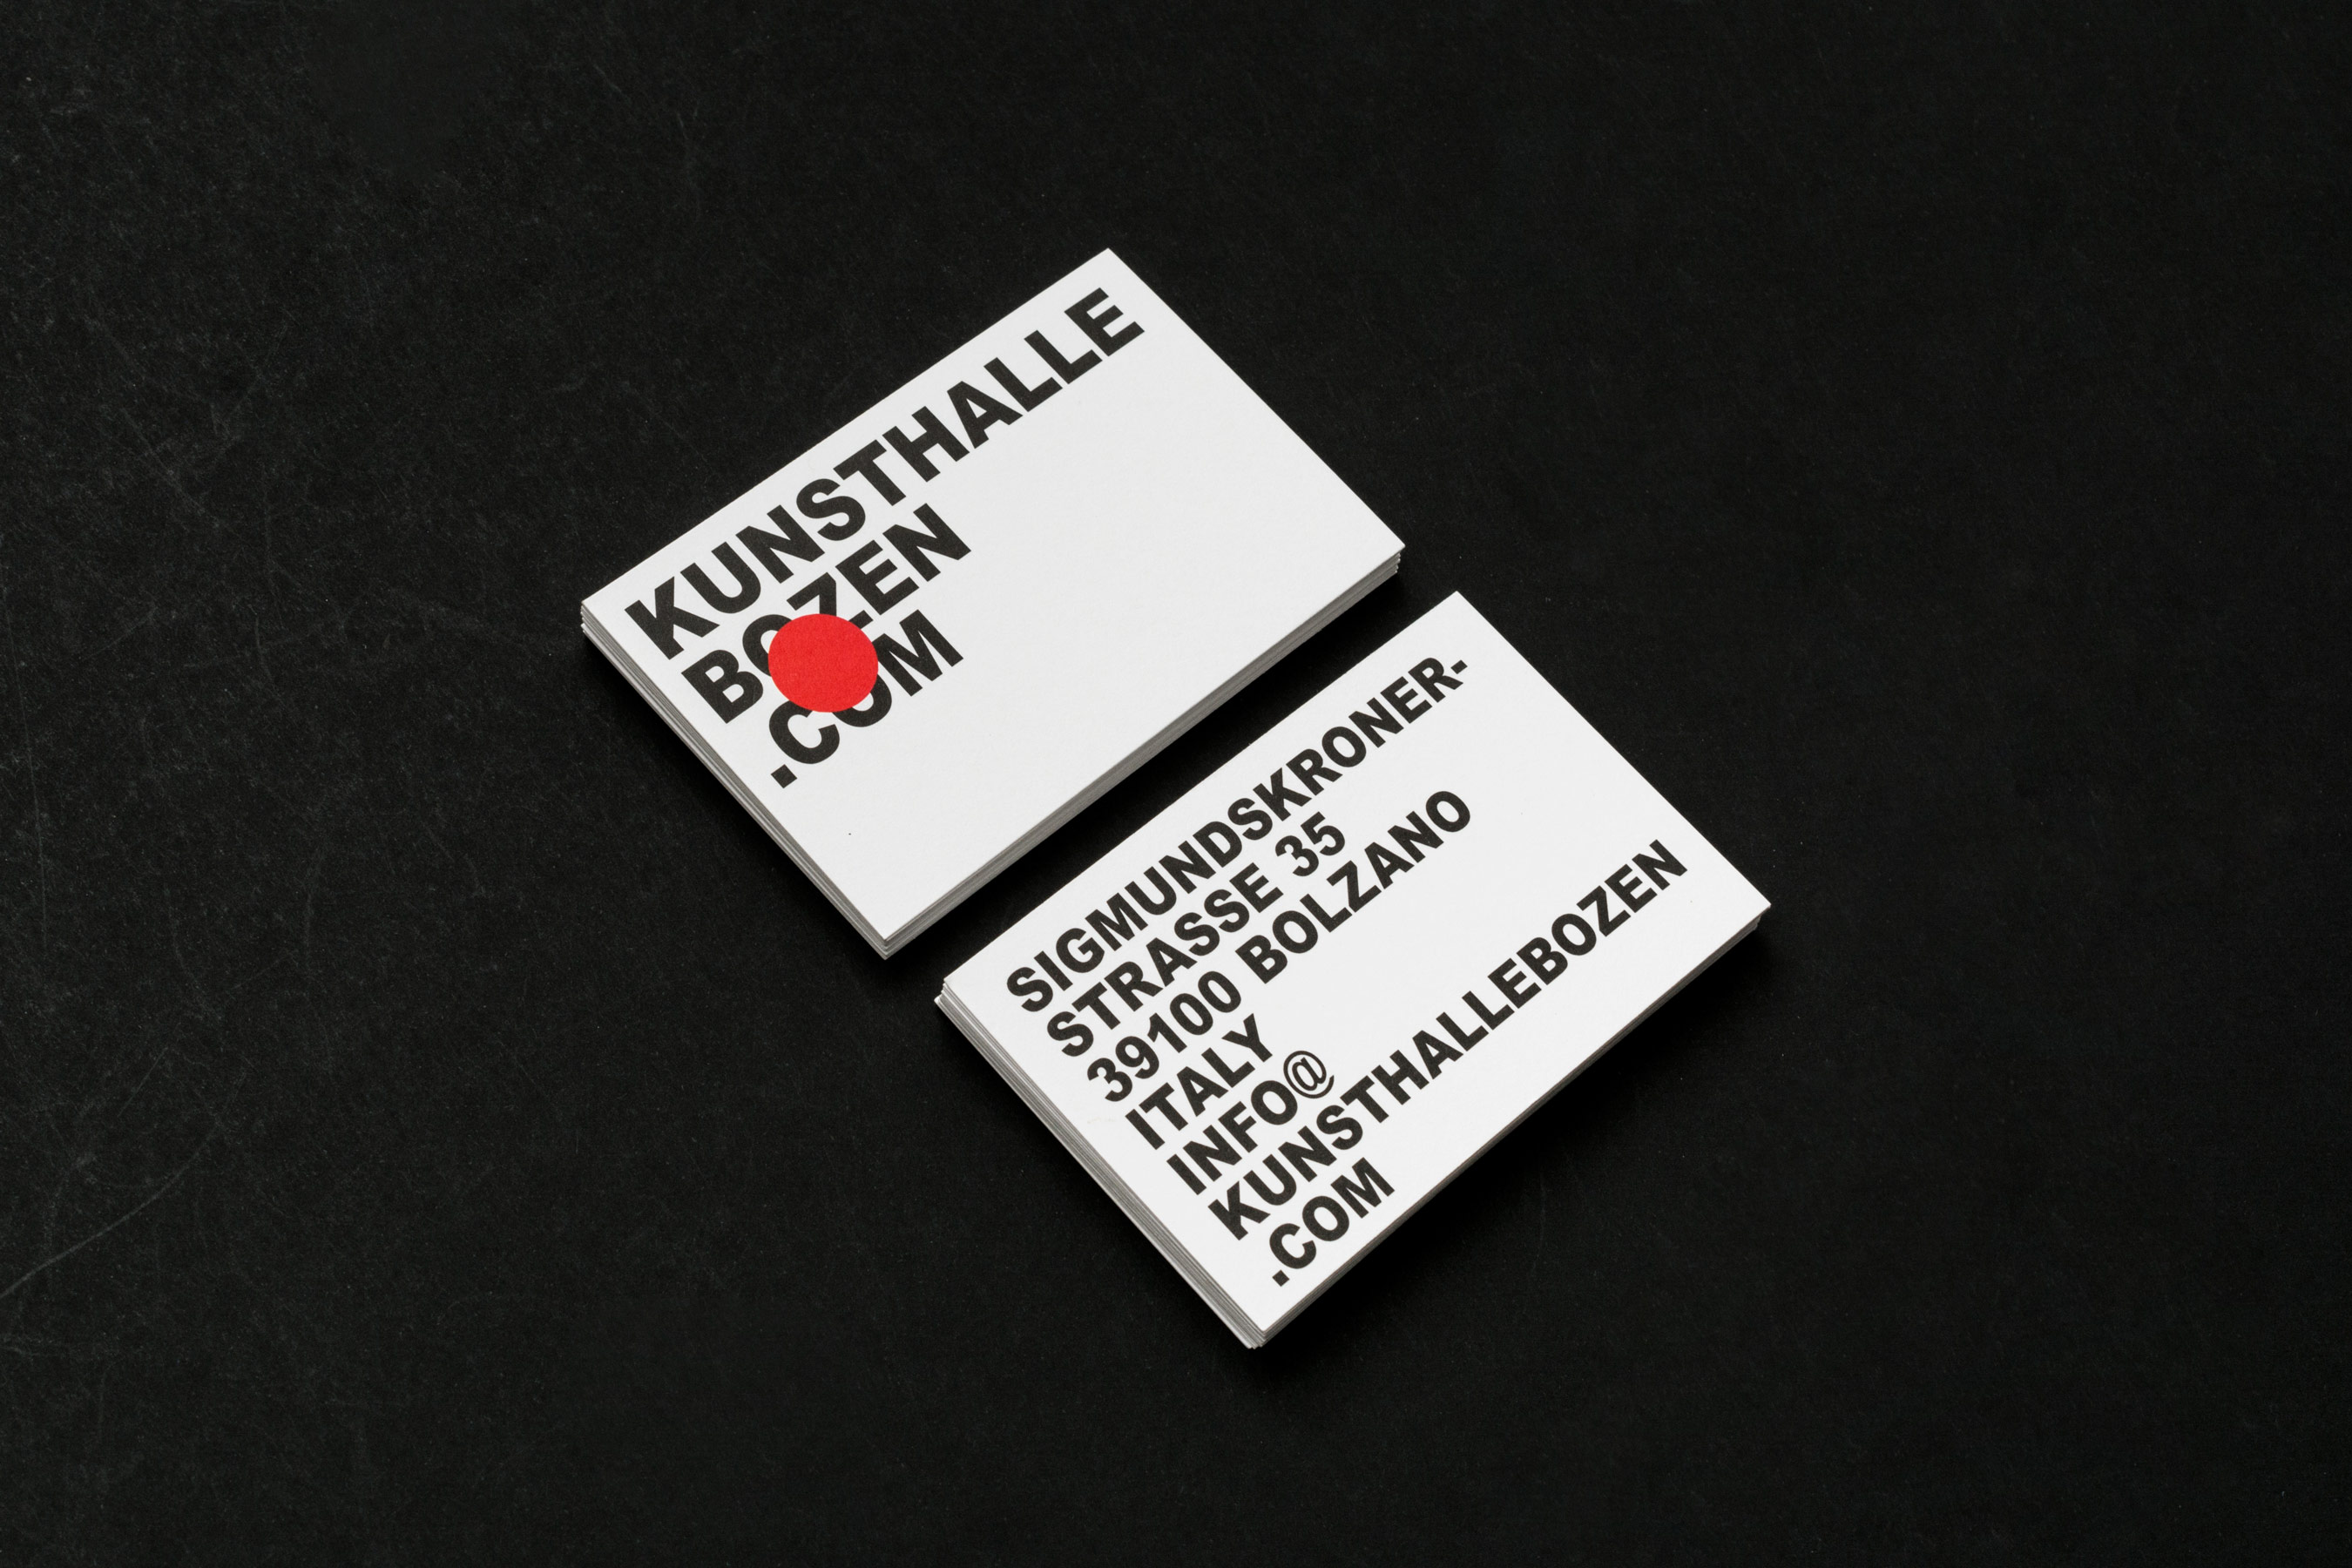 KUNSTHALLE
BOZEN
.COM
SIGMUNDSKRONER-
STRASSE 35
39100 BOLZANO
ITALY
INFO@
KUNSTHALLEBOZEN
.COM